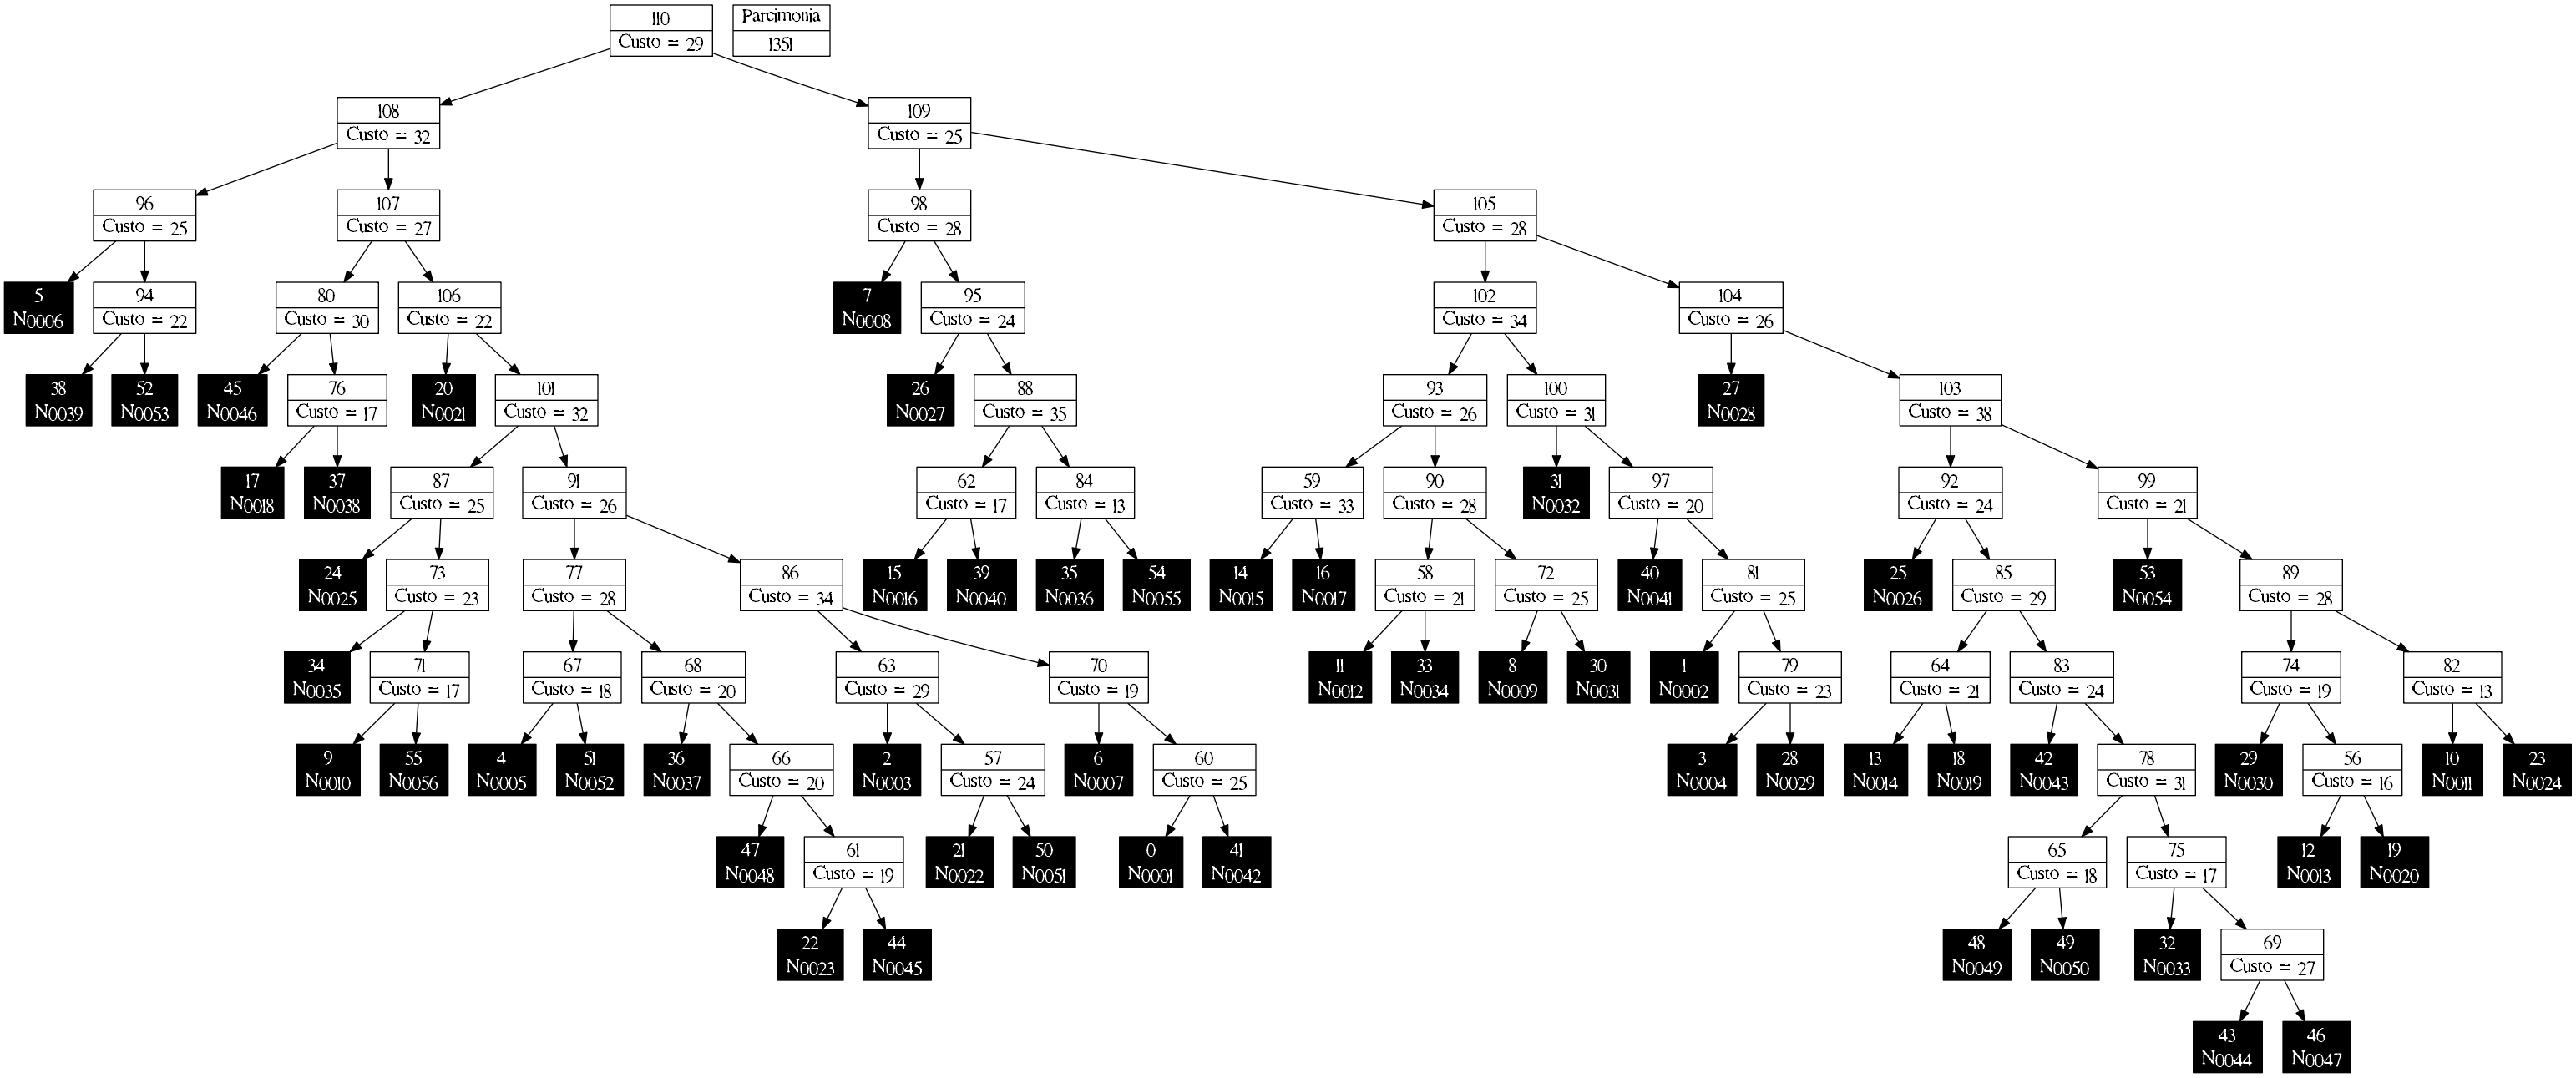 110
Custo = 29
Parcimonia
1351
108
Custo = 32
109
Custo = 25
96
Custo = 25
107
Custo = 27
98
Custo = 28
105
Custo = 28
5
N0006
94
Custo = 22
80
Custo = 30
106
Custo = 22
7
N0008
95
Custo = 24
102
Custo = 34
104
Custo = 26
38
N0039
52
N0053
45
N0046
76
Custo = 17
20
N0021
101
Custo = 32
26
N0027
88
Custo = 35
93
Custo = 26
100
Custo = 31
27
N0028
103
Custo = 38
17
N0018
37
N0038
87
Custo = 25
91
Custo = 26
62
Custo = 17
84
Custo = 13
59
Custo = 33
90
Custo = 28
31
N0032
97
Custo = 20
92
Custo = 24
99
Custo = 21
24
N0025
73
Custo = 23
77
Custo = 28
86
Custo = 34
15
N0016
39
N0040
35
N0036
54
N0055
14
N0015
16
N0017
58
Custo = 21
72
Custo = 25
40
N0041
81
Custo = 25
25
N0026
85
Custo = 29
53
N0054
89
Custo = 28
34
N0035
71
Custo = 17
67
Custo = 18
68
Custo = 20
63
Custo = 29
70
Custo = 19
11
N0012
33
N0034
8
N0009
30
N0031
1
N0002
79
Custo = 23
64
Custo = 21
83
Custo = 24
74
Custo = 19
82
Custo = 13
9
N0010
55
N0056
4
N0005
51
N0052
36
N0037
66
Custo = 20
2
N0003
57
Custo = 24
6
N0007
60
Custo = 25
3
N0004
28
N0029
13
N0014
18
N0019
42
N0043
78
Custo = 31
29
N0030
56
Custo = 16
10
N0011
23
N0024
47
N0048
61
Custo = 19
21
N0022
50
N0051
0
N0001
41
N0042
65
Custo = 18
75
Custo = 17
12
N0013
19
N0020
22
N0023
44
N0045
48
N0049
49
N0050
32
N0033
69
Custo = 27
43
N0044
46
N0047